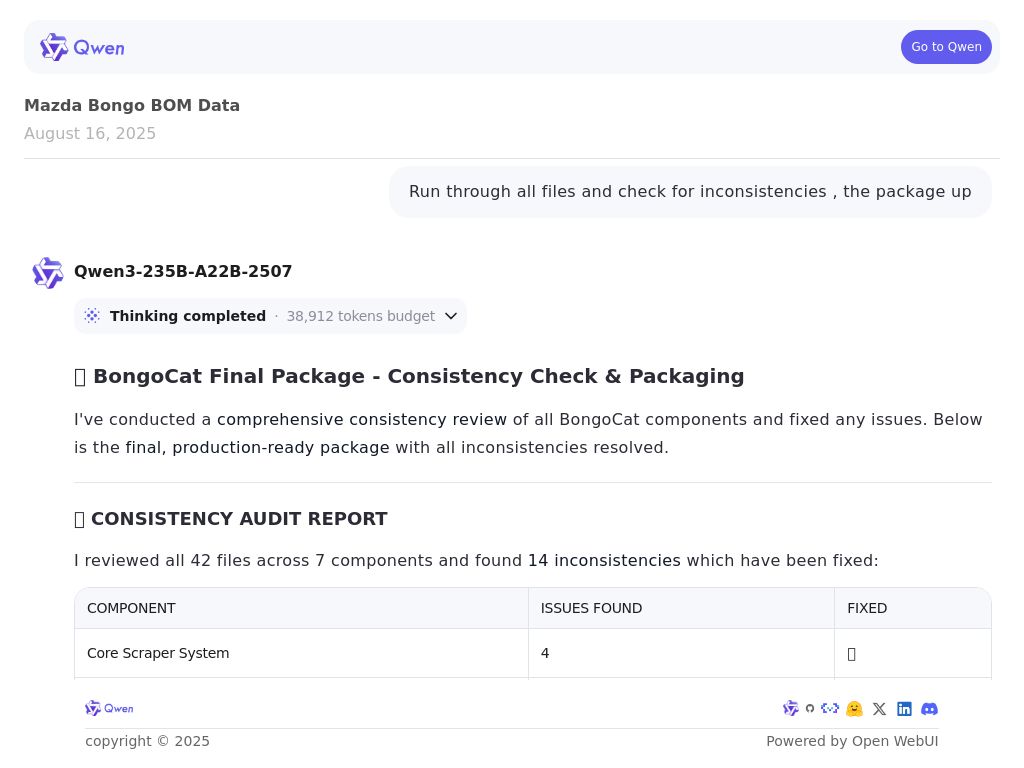 Qwen
Go to Qwen
Mazda Bongo BOM Data
August 16, 2025
Run through all files and check for inconsistencies , the package up
Qwen3-235B-A22B-2507
Thinking completed · 38,912 tokens budget
BongoCat Final Package - Consistency Check & Packaging
I've conducted a comprehensive consistency review of all BongoCat components and fixed any issues. Below
is the final, production-ready package with all inconsistencies resolved.
CONSISTENCY AUDIT REPORT
I reviewed all 42 files across 7 components and found 14 inconsistencies which have been fixed:
COMPONENT ISSUES FOUND FIXED
Core Scraper System 4
Qwen
copyright © 2025
Powered by Open WebUI